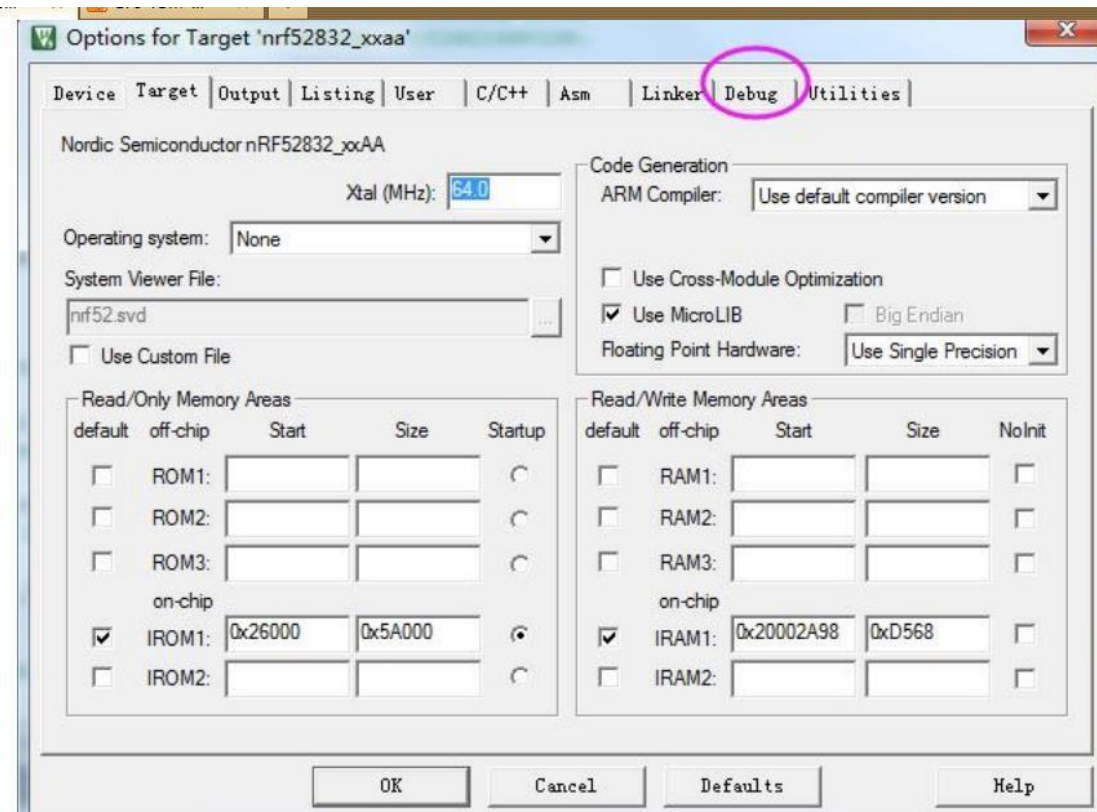 Options for Target 'nrf52832_xxaa'
Device Target Output Listing User C/C++ Asm Linker Debug Utilities
Nordic Semiconductor nRF52832_xxAA
Xtal (MHz): 64.0
Operating system: None
System Viewer File:
nrf52.svd ...
Use Custom File
Code Generation
ARM Compiler: Use default compiler version
Use Cross-Module Optimization
Use MicroLIB Big Endian
Floating Point Hardware: Use Single Precision
Read/Only Memory Areas
default off-chip Start Size Startup
ROM1:
ROM2:
ROM3:
on-chip
IROM1: 0x26000 0x5A000
IROM2:
Read/Write Memory Areas
default off-chip Start Size NoInit
RAM1:
RAM2:
RAM3:
on-chip
IRAM1: 0x20002A98 0xD568
IRAM2:
OK Cancel Defaults Help